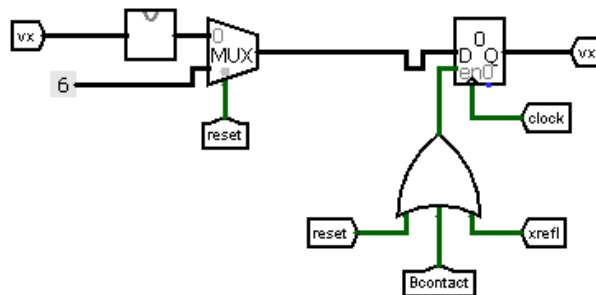 vx
0
MUX
6
reset
0
D Q
en 0
vx
clock
reset
xrefl
Bcontact